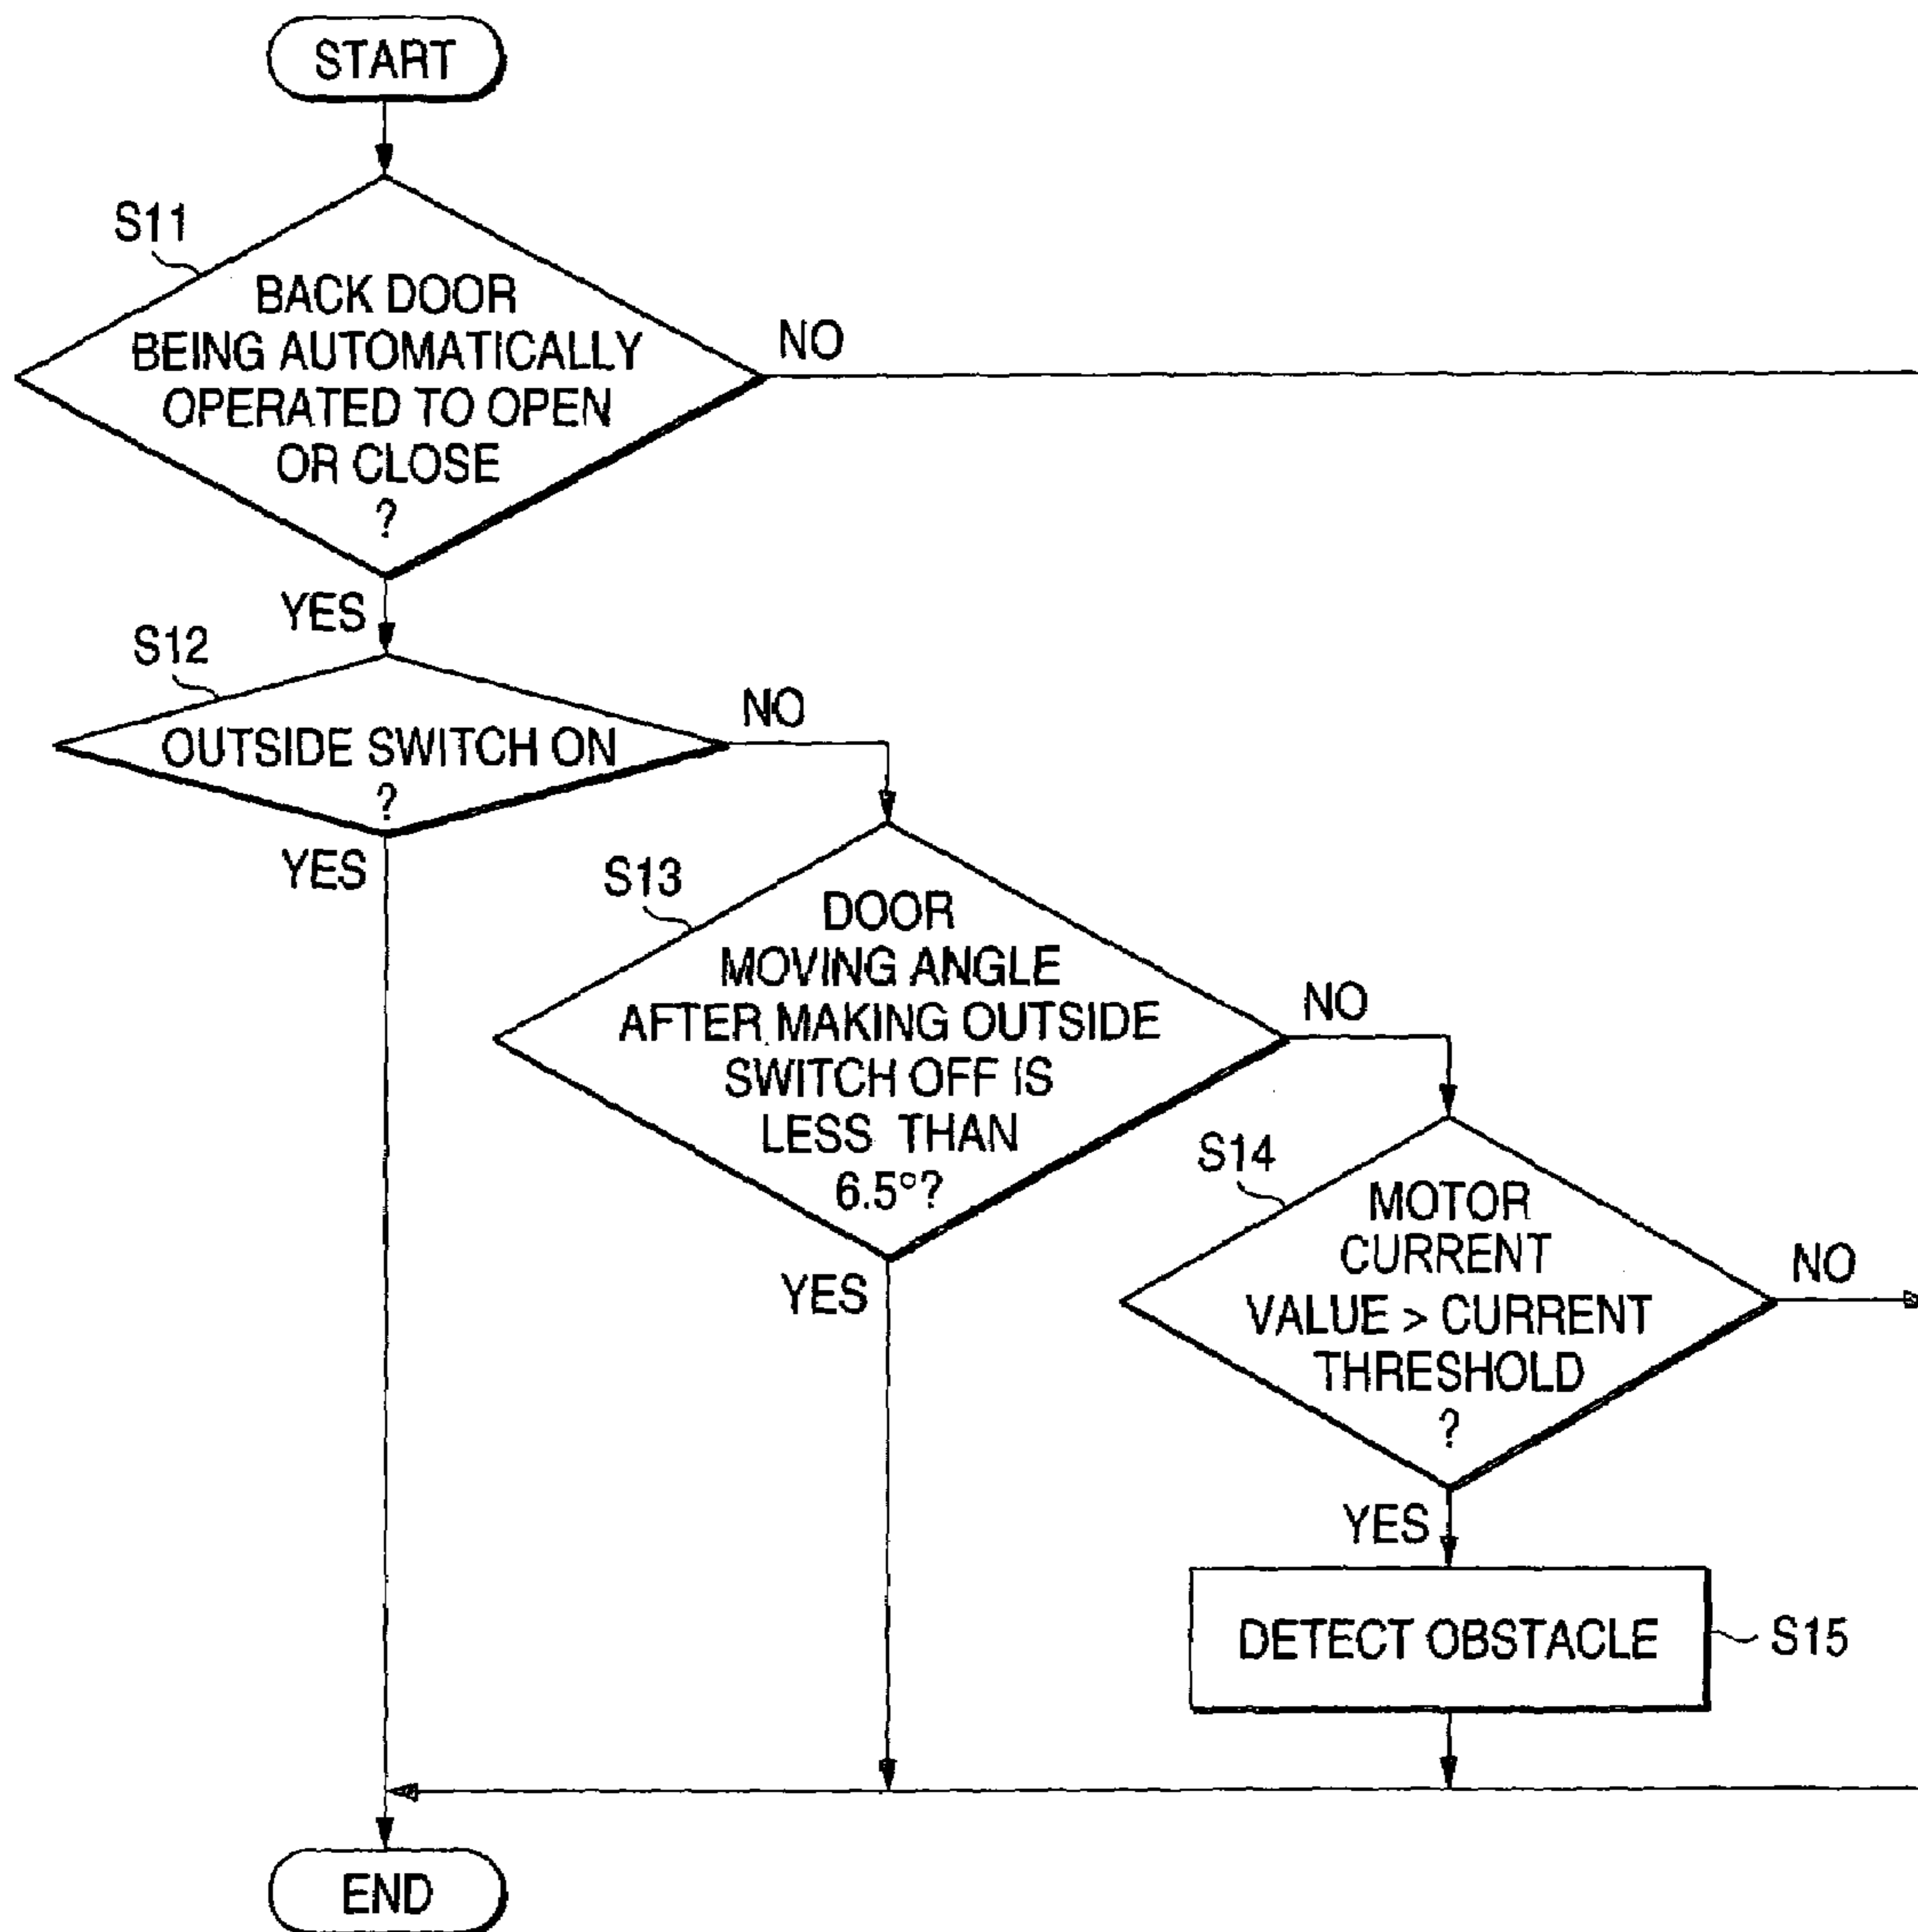 START
S11
BACK DOOR
BEING AUTOMATICALLY
OPERATED TO OPEN
OR CLOSE
?
NO
YES
S12
OUTSIDE SWITCH ON
?
NO
YES
S13
DOOR
MOVING ANGLE
AFTER MAKING OUTSIDE
SWITCH OFF IS
LESS THAN
6.5°?
NO
YES
S14
MOTOR
CURRENT
VALUE > CURRENT
THRESHOLD
?
NO
YES
DETECT OBSTACLE
S15
END